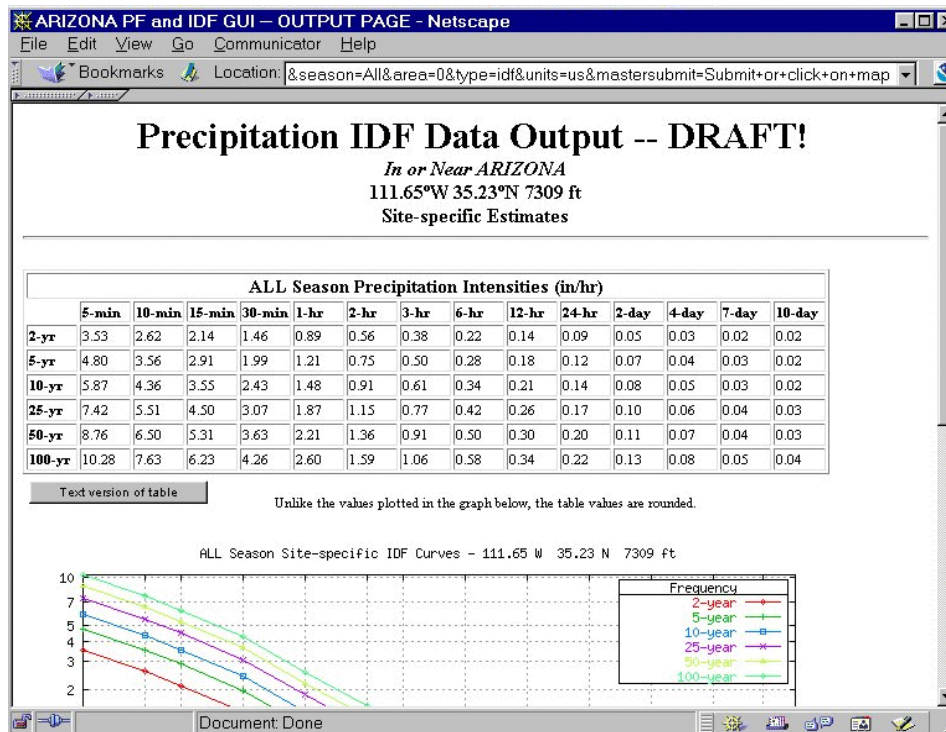 ARIZONA PF and IDF GUI – OUTPUT PAGE - Netscape
File Edit View Go Communicator Help
Bookmarks Location: &season=All&area=0&type=idf&units=us&mastersubmit=Submit+or+click+on+map
Precipitation IDF Data Output -- DRAFT!
In or Near ARIZONA
111.65°W 35.23°N 7309 ft
Site-specific Estimates
ALL Season Precipitation Intensities (in/hr)
5-min 10-min 15-min 30-min 1-hr 2-hr 3-hr 6-hr 12-hr 24-hr 2-day 4-day 7-day 10-day
2-yr 3.53 2.62 2.14 1.46 0.89 0.56 0.38 0.22 0.14 0.09 0.05 0.03 0.02 0.02
5-yr 4.80 3.56 2.91 1.99 1.21 0.75 0.50 0.28 0.18 0.12 0.07 0.04 0.03 0.02
10-yr 5.87 4.36 3.55 2.43 1.48 0.91 0.61 0.34 0.21 0.14 0.08 0.05 0.03 0.02
25-yr 7.42 5.51 4.50 3.07 1.87 1.15 0.77 0.42 0.26 0.17 0.10 0.06 0.04 0.03
50-yr 8.76 6.50 5.31 3.63 2.21 1.36 0.91 0.50 0.30 0.20 0.11 0.07 0.04 0.03
100-yr 10.28 7.63 6.23 4.26 2.60 1.59 1.06 0.58 0.34 0.22 0.13 0.08 0.05 0.04
Text version of table
Unlike the values plotted in the graph below, the table values are rounded.
ALL Season Site-specific IDF Curves - 111.65 W 35.23 N 7309 ft
10
7
5
4
3
2
Frequency
2-year
5-year
10-year
25-year
50-year
100-year
Document: Done